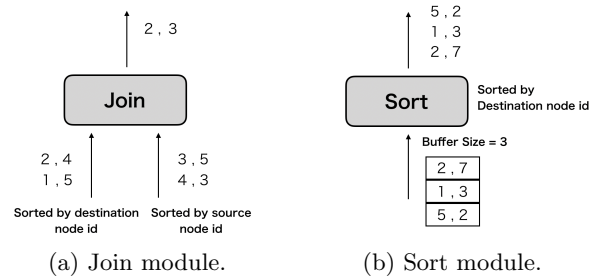 2 , 3
Join
2 , 4
1 , 5
3 , 5
4 , 3
Sorted by destination
node id
Sorted by source
node id
(a) Join module.
5 , 2
1 , 3
2 , 7
Sort
Sorted by
Destination node id
Buffer Size = 3
2 , 7
1 , 3
5 , 2
(b) Sort module.